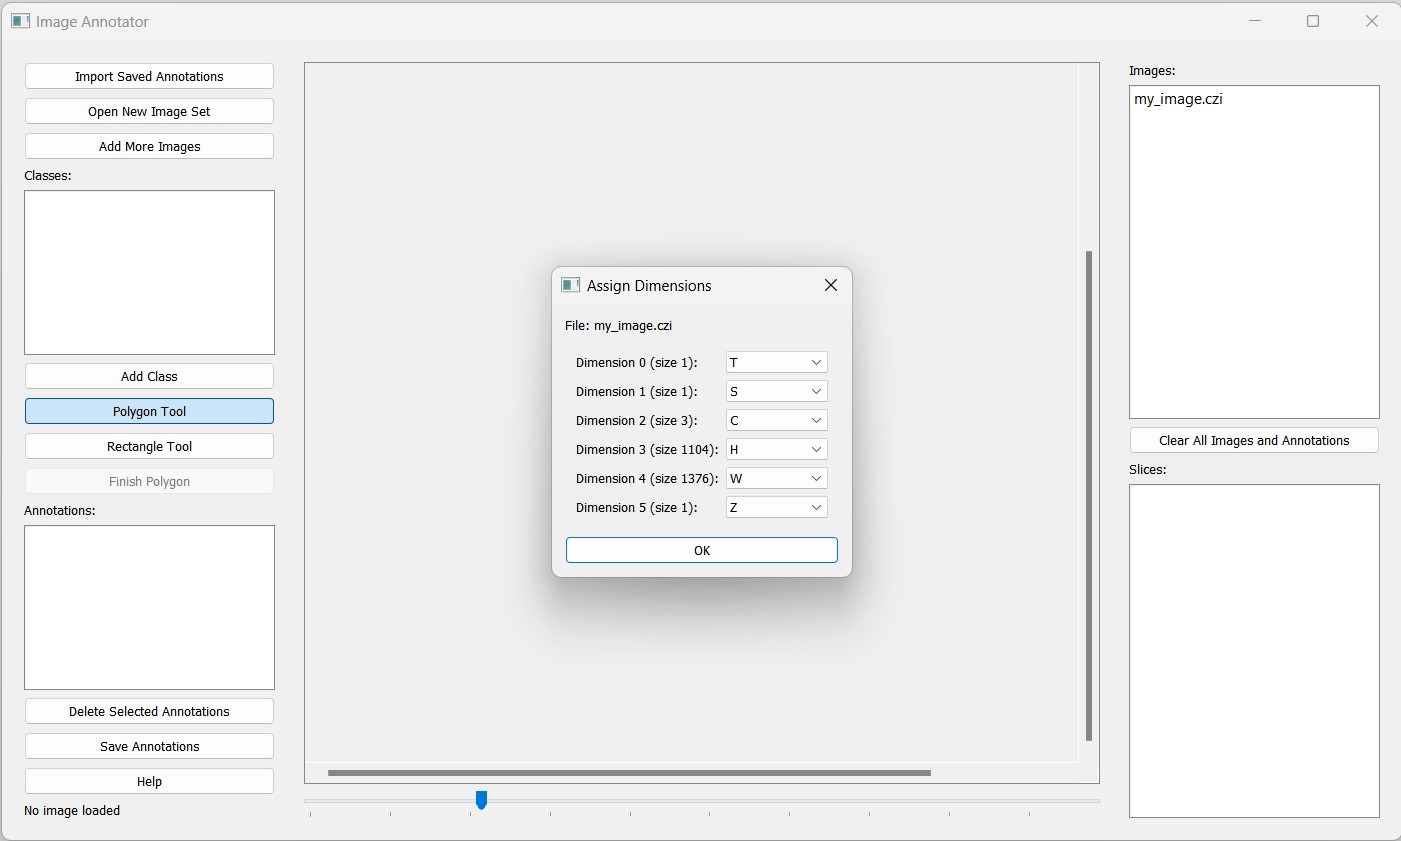 Image Annotator
Import Saved Annotations
Open New Image Set
Add More Images
Classes:
Add Class
Polygon Tool
Rectangle Tool
Finish Polygon
Annotations:
Delete Selected Annotations
Save Annotations
Help
No image loaded
Assign Dimensions
File: my_image.czi
Dimension 0 (size 1): T
Dimension 1 (size 1): S
Dimension 2 (size 3): C
Dimension 3 (size 1104): H
Dimension 4 (size 1376): W
Dimension 5 (size 1): Z
OK
Images:
my_image.czi
Clear All Images and Annotations
Slices: